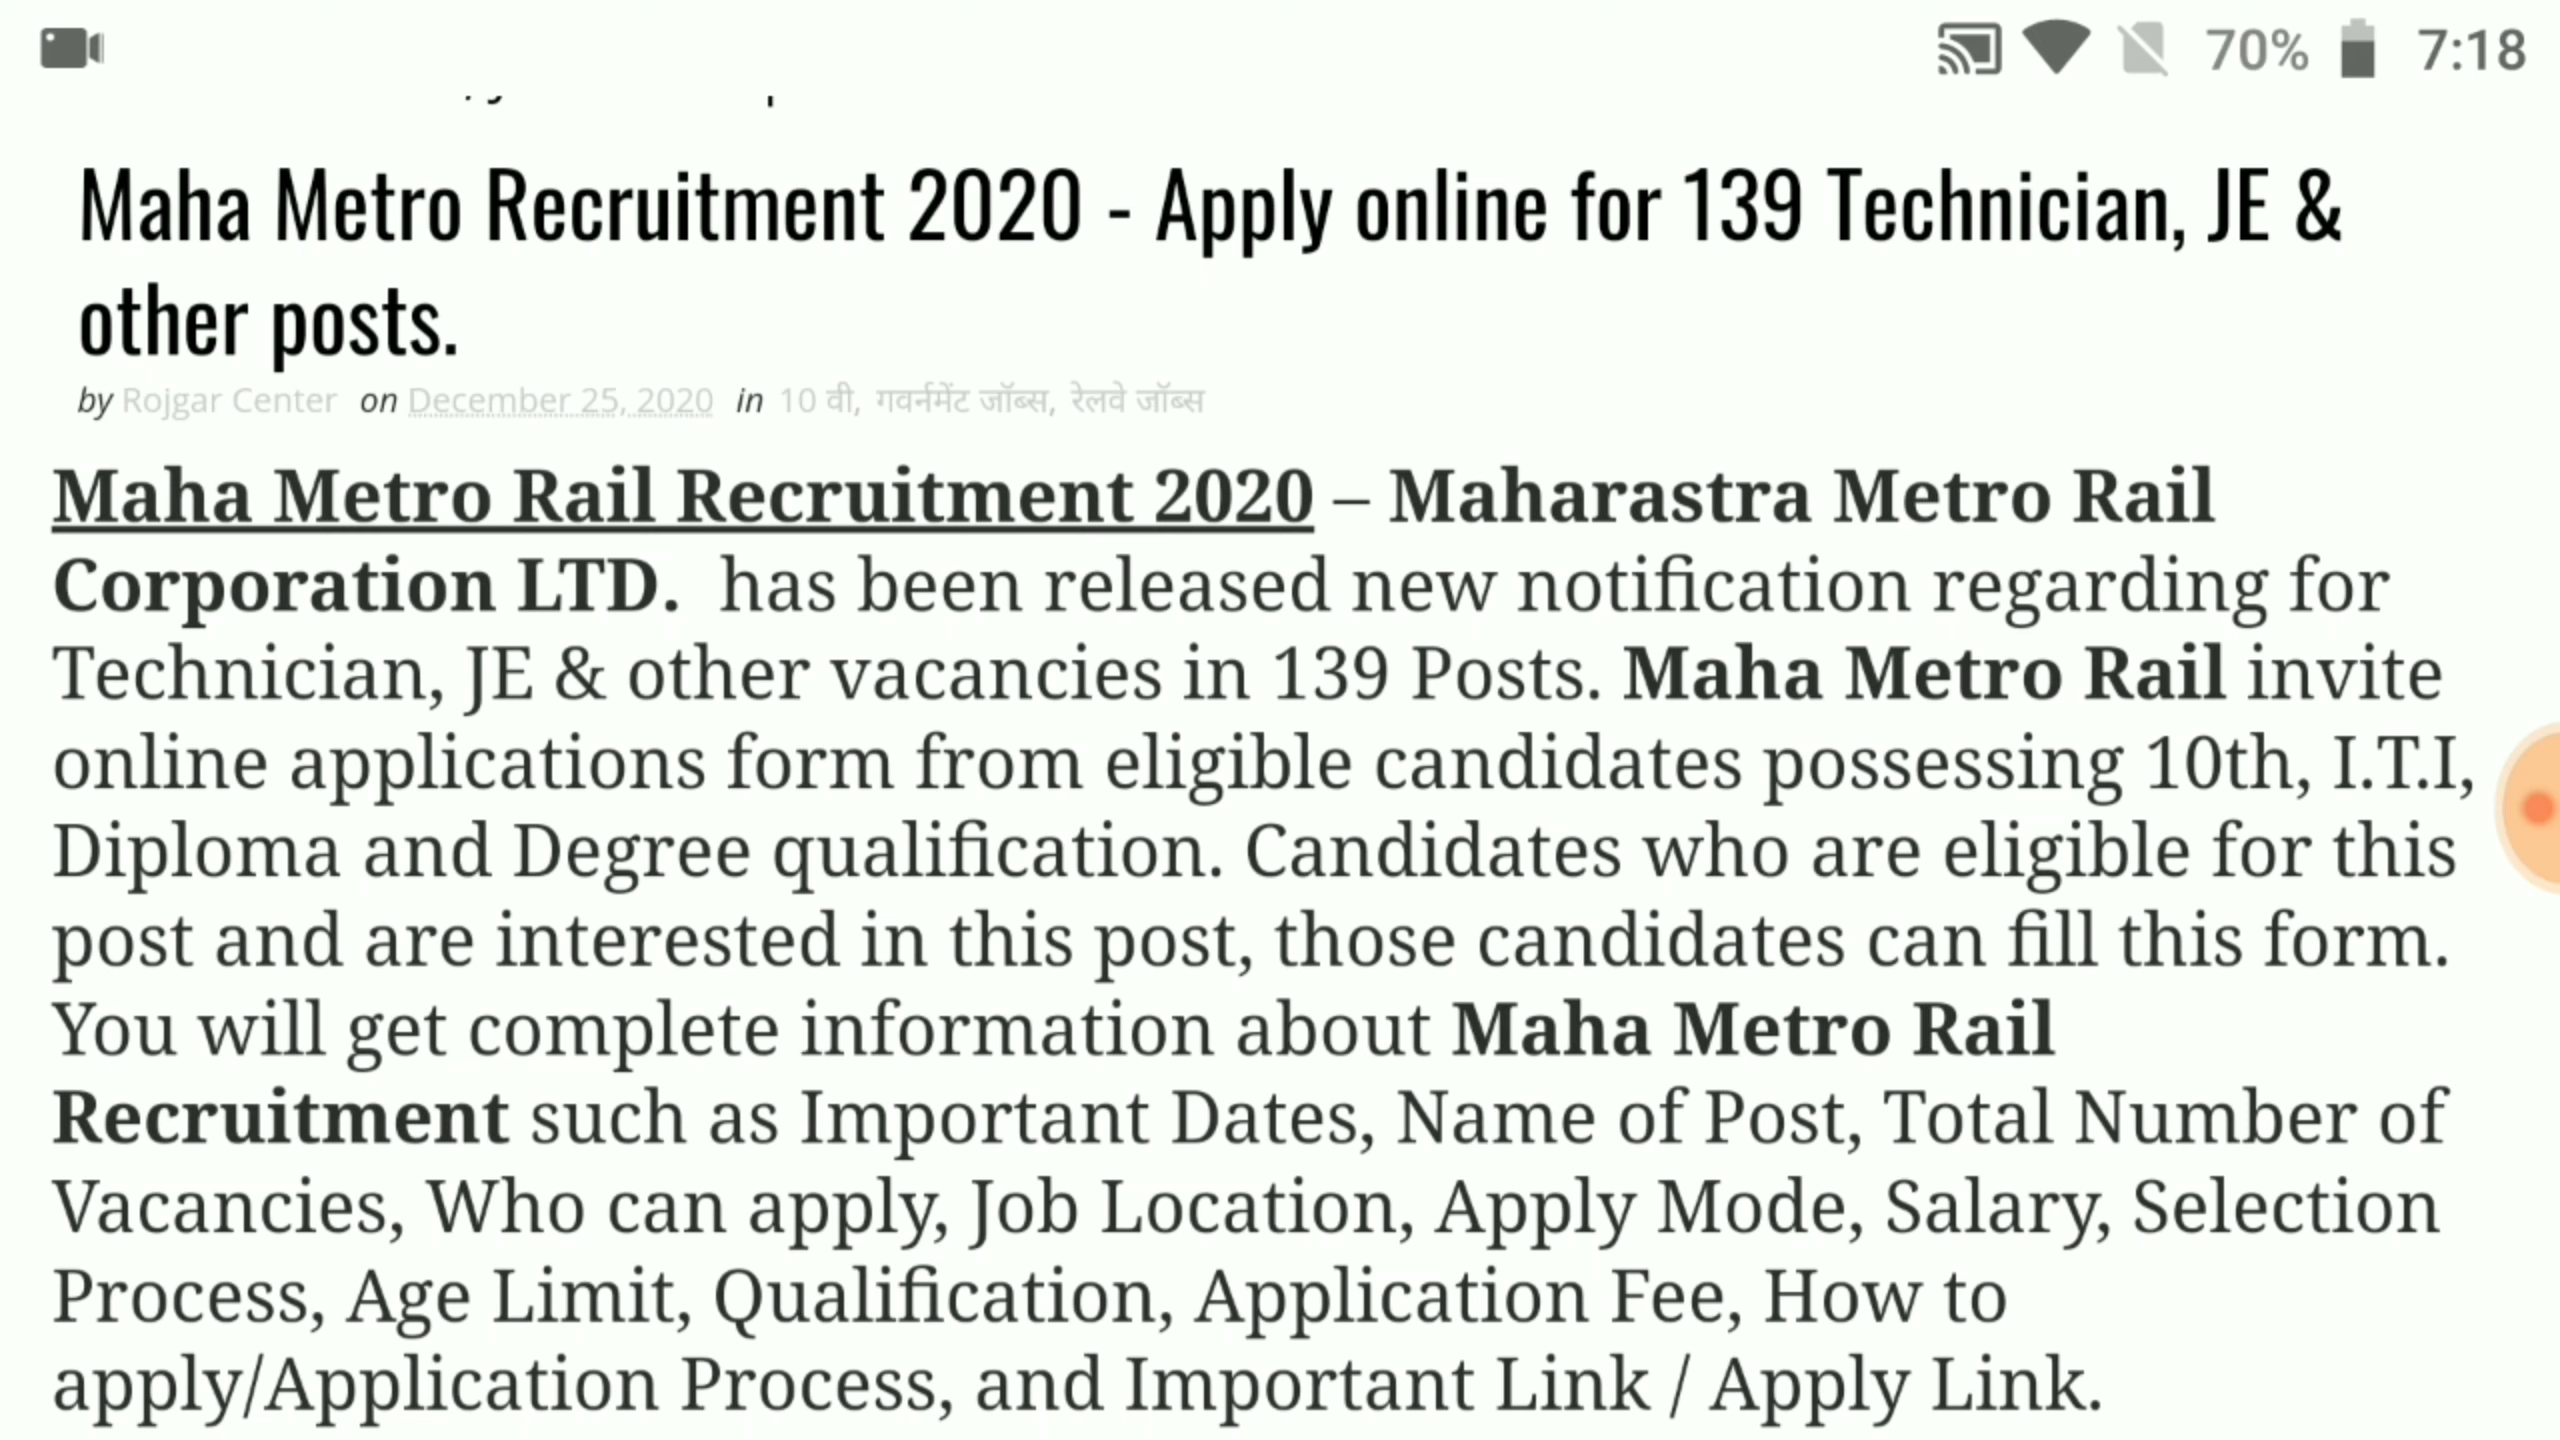 70% 7:18
Maha Metro Recruitment 2020 - Apply online for 139 Technician, JE &
other posts.
by Rojgar Center on December 25, 2020 in 10 वी, गवर्नमेंट जॉब्स, रेलवे जॉब्स
Maha Metro Rail Recruitment 2020 – Maharastra Metro Rail
Corporation LTD. has been released new notification regarding for
Technician, JE & other vacancies in 139 Posts. Maha Metro Rail invite
online applications form from eligible candidates possessing 10th, I.T.I,
Diploma and Degree qualification. Candidates who are eligible for this
post and are interested in this post, those candidates can fill this form.
You will get complete information about Maha Metro Rail
Recruitment such as Important Dates, Name of Post, Total Number of
Vacancies, Who can apply, Job Location, Apply Mode, Salary, Selection
Process, Age Limit, Qualification, Application Fee, How to
apply/Application Process, and Important Link / Apply Link.